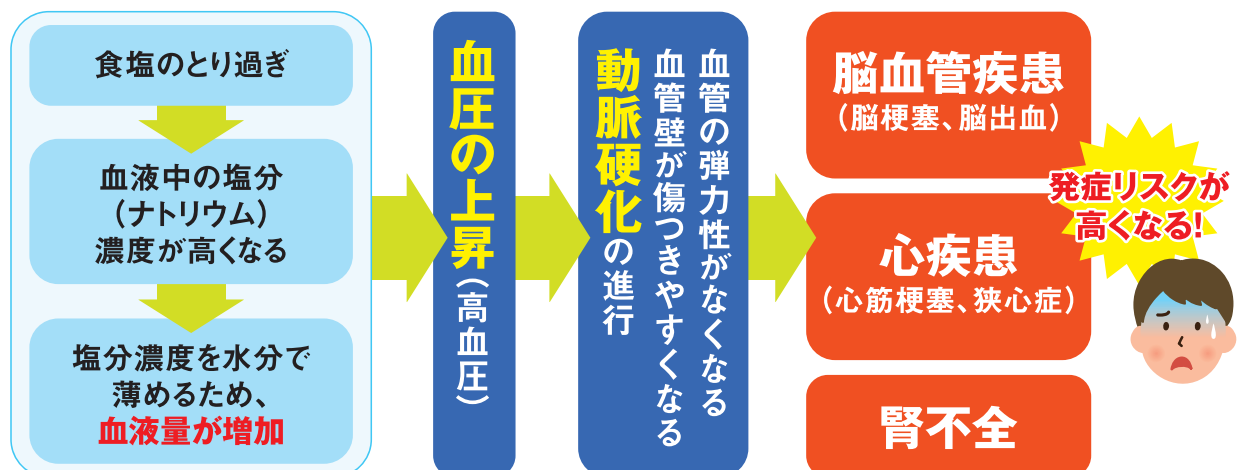 食塩のとり過ぎ
血液中の塩分
（ナトリウム）
濃度が高くなる
塩分濃度を水分で
薄めるため、
血液量が増加
血圧の上昇（高血圧）
血管の弾力性がなくなる
血管壁が傷つきやすくなる
動脈硬化の進行
脳血管疾患
（脳梗塞、脳出血）
心疾患
（心筋梗塞、狭心症）
腎不全
発症リスクが
高くなる!